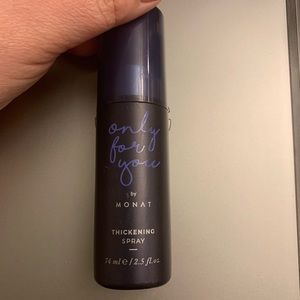 only
for
you
by
MONAT
THICKENING
SPRAY
74 ml e / 2.5 fl.oz.